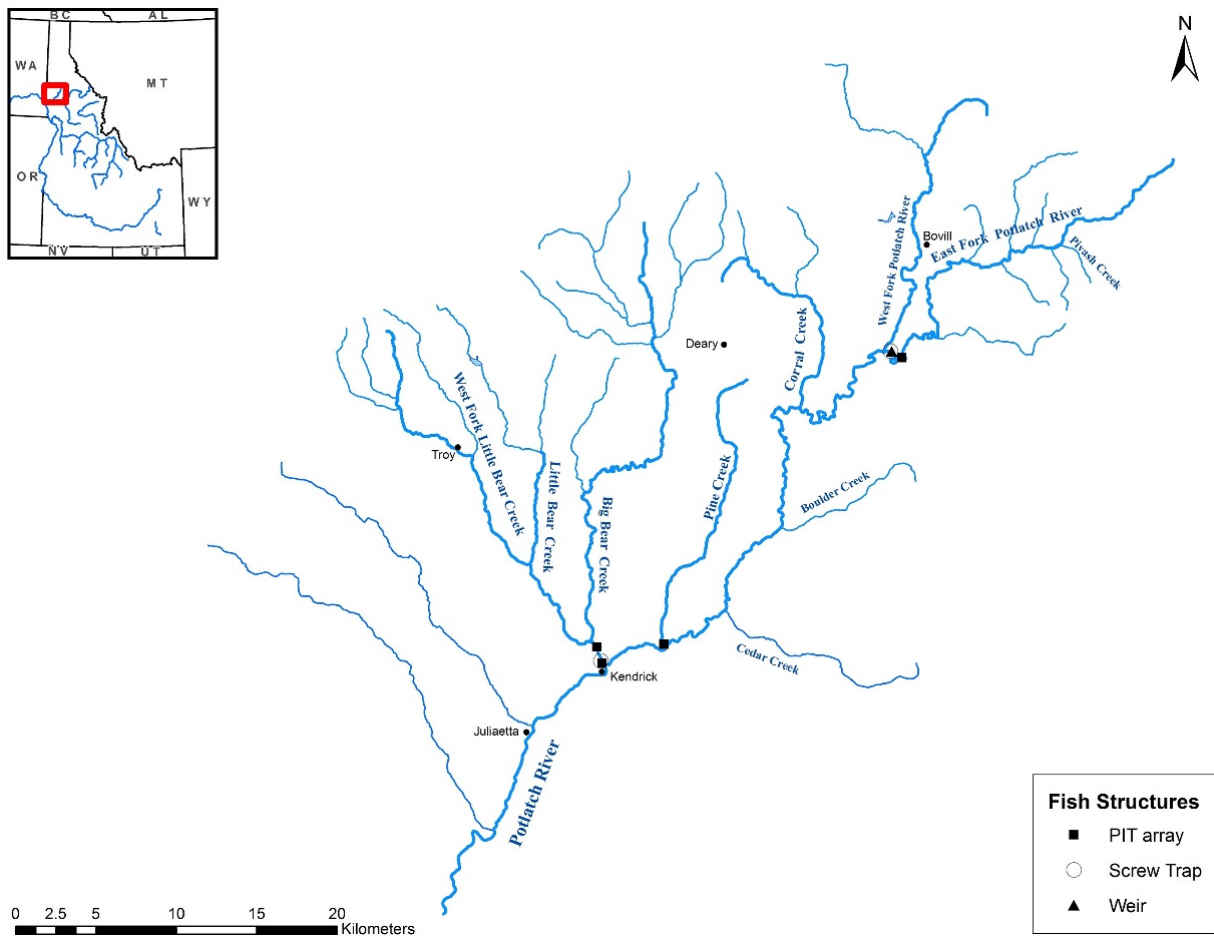 BC
AL
WA
MT
OR
WY
NV
UT
N
West Fork Potlatch River
Bovill
East Fork Potlatch River
Pivash Creek
Deary
Corral Creek
West Fork Little Bear Creek
Troy
Little Bear Creek
Big Bear Creek
Pine Creek
Boulder Creek
Cedar Creek
Kendrick
Juliaetta
Potlatch River
Fish Structures
PIT array
Screw Trap
Weir
0 2.5 5 10 15 20
Kilometers